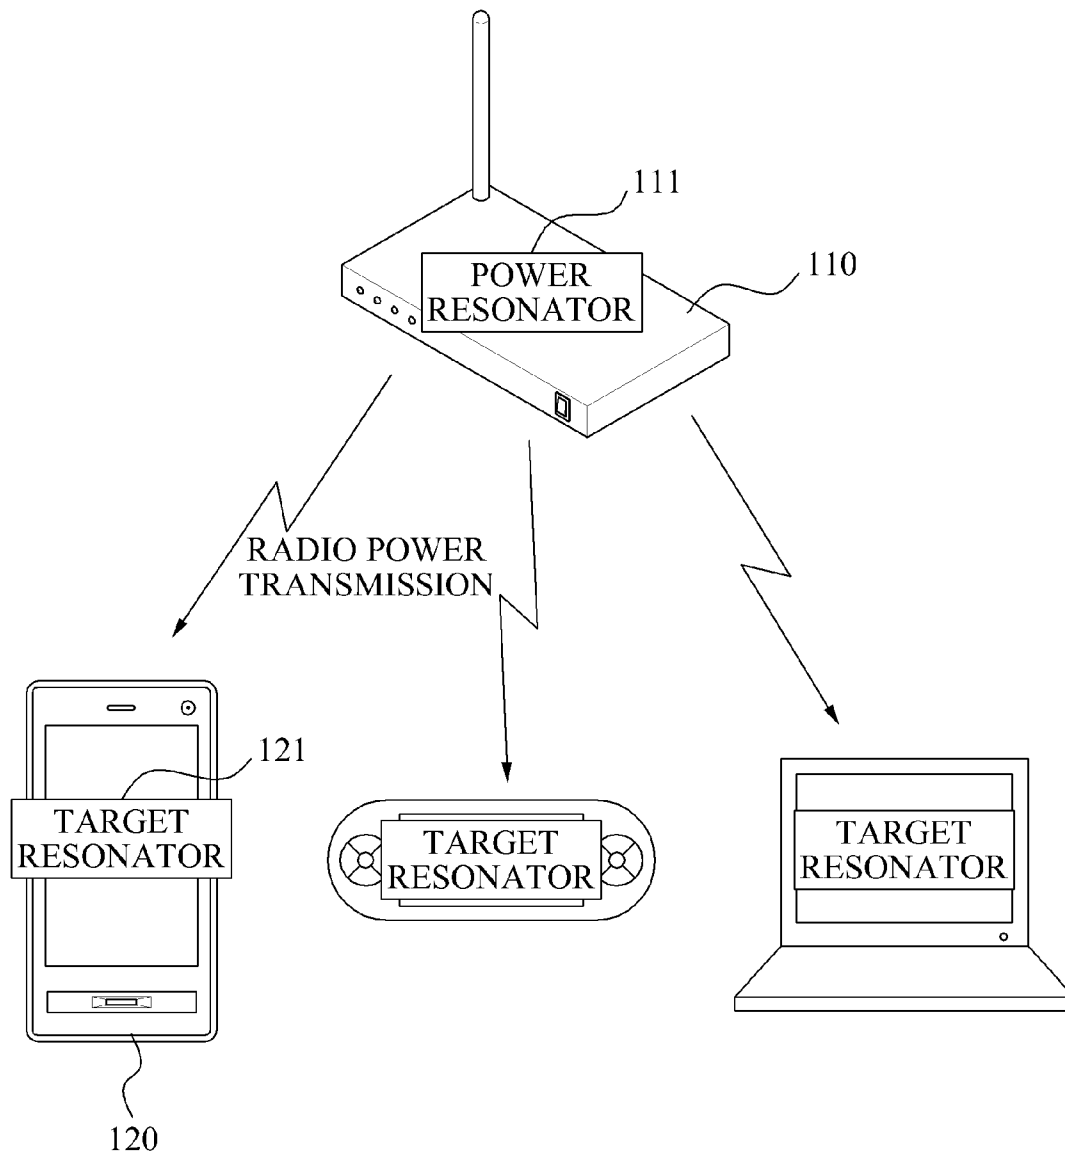 111
110
POWER
RESONATOR
RADIO POWER
TRANSMISSION
121
TARGET
RESONATOR
TARGET
RESONATOR
TARGET
RESONATOR
120